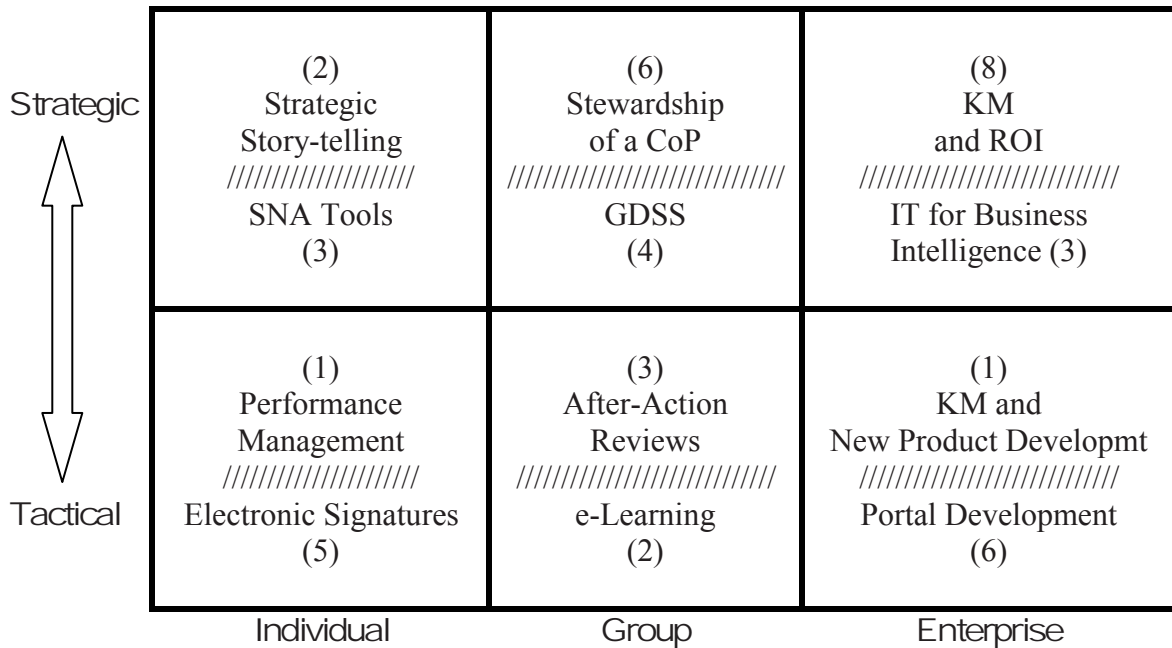 Strategic
(2)
Strategic
Story-telling
/////////////////////
SNA Tools
(3)
(6)
Stewardship
of a CoP
///////////////////////////////
GDSS
(4)
(8)
KM
and ROI
/////////////////////////////
IT for Business
Intelligence (3)
Tactical
(1)
Performance
Management
//////////////////////
Electronic Signatures
(5)
(3)
After-Action
Reviews
/////////////////////////////
e-Learning
(2)
(1)
KM and
New Product Developmt
/////////////////////////////
Portal Development
(6)
Individual
Group
Enterprise